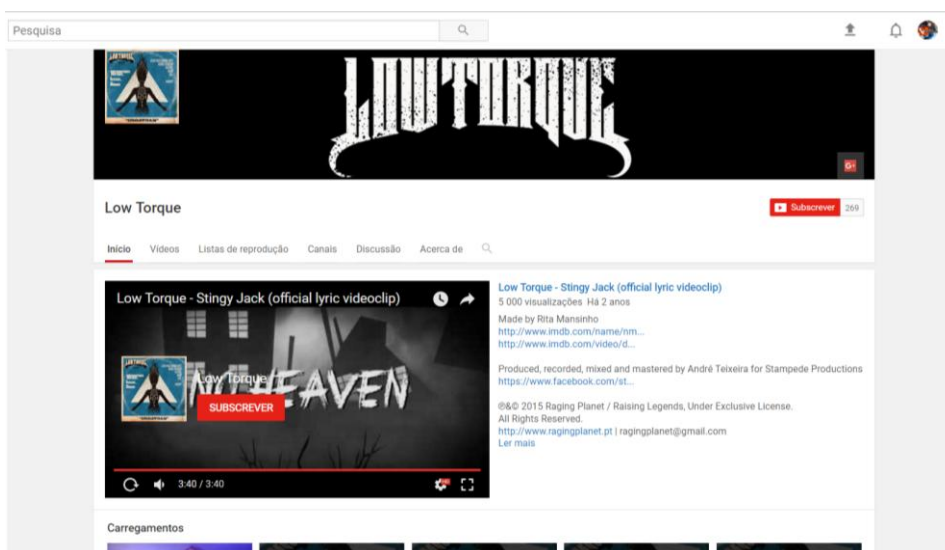 Pesquisa
LOWTORQUE
G+
Low Torque
Subscrever 269
Início Vídeos Listas de reprodução Canais Discussão Acerca de
Low Torque - Stingy Jack (official lyric videoclip)
Low Torque
NO HEAVEN
SUBSCREVER
3:40 / 3:40
Low Torque - Stingy Jack (official lyric videoclip)
5 000 visualizações Há 2 anos
Made by Rita Mansinho
http://www.imdb.com/name/nm...
http://www.imdb.com/video/d...
Produced, recorded, mixed and mastered by André Teixeira for Stampede Productions
https://www.facebook.com/st...
®&© 2015 Raging Planet / Raising Legends, Under Exclusive License.
All Rights Reserved.
http://www.ragingplanet.pt | ragingplanet@gmail.com
Ler mais
Carregamentos